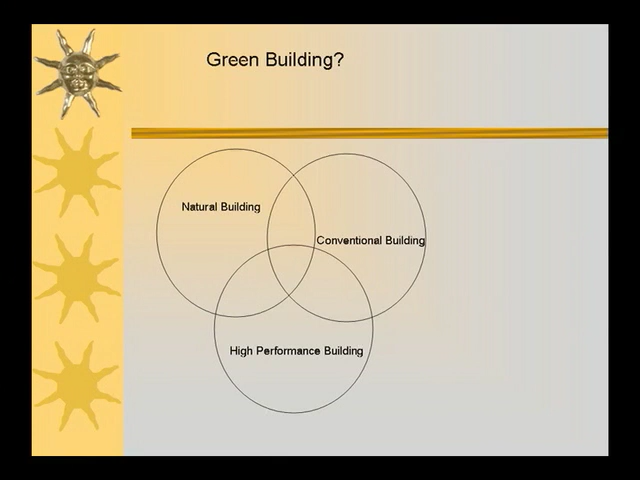 Green Building?
Natural Building
Conventional Building
High Performance Building